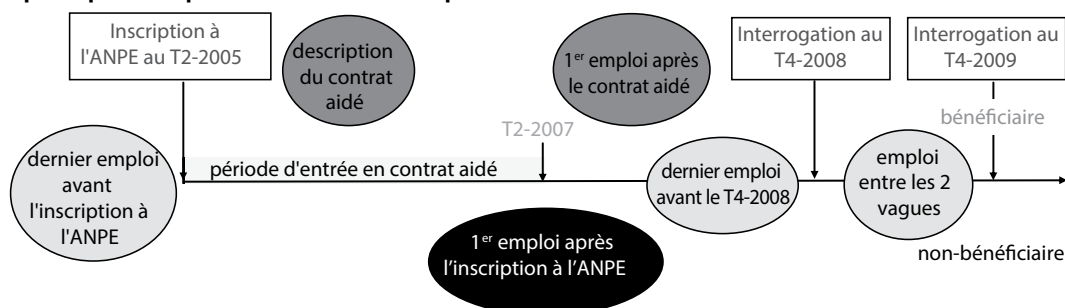 Inscription à
l'ANPE au T2-2005
description
du contrat
aidé
1er emploi après
le contrat aidé
Interrogation au
T4-2008
Interrogation au
T4-2009
T2-2007
bénéficiaire
dernier emploi
avant
l'inscription à
l'ANPE
période d'entrée en contrat aidé
dernier emploi
avant le T4-2008
emploi
entre les 2
vagues
1er emploi après
l'inscription à l'ANPE
non-bénéficiaire